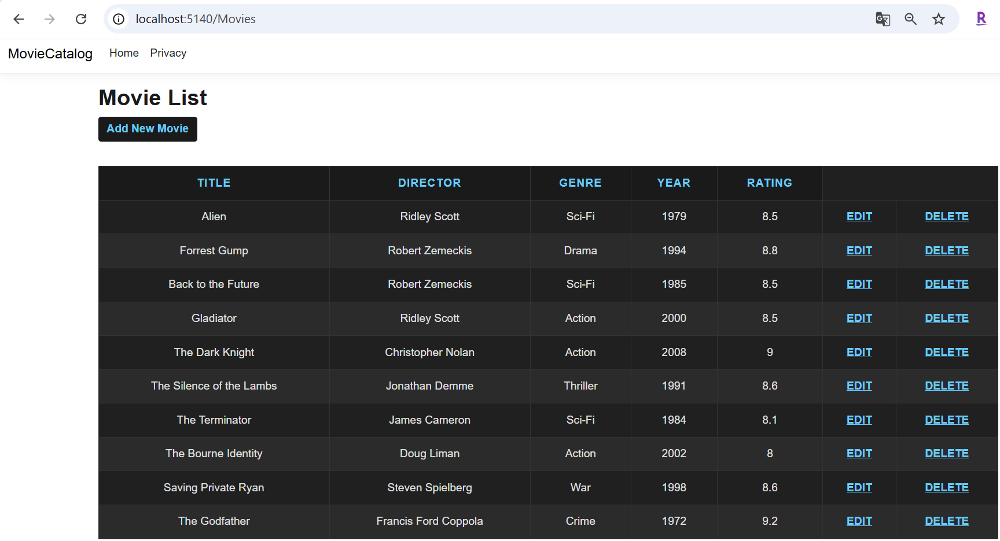 localhost:5140/Movies
R
MovieCatalog Home Privacy
Movie List
Add New Movie
TITLE DIRECTOR GENRE YEAR RATING
Alien Ridley Scott Sci-Fi 1979 8.5 EDIT DELETE
Forrest Gump Robert Zemeckis Drama 1994 8.8 EDIT DELETE
Back to the Future Robert Zemeckis Sci-Fi 1985 8.5 EDIT DELETE
Gladiator Ridley Scott Action 2000 8.5 EDIT DELETE
The Dark Knight Christopher Nolan Action 2008 9 EDIT DELETE
The Silence of the Lambs Jonathan Demme Thriller 1991 8.6 EDIT DELETE
The Terminator James Cameron Sci-Fi 1984 8.1 EDIT DELETE
The Bourne Identity Doug Liman Action 2002 8 EDIT DELETE
Saving Private Ryan Steven Spielberg War 1998 8.6 EDIT DELETE
The Godfather Francis Ford Coppola Crime 1972 9.2 EDIT DELETE